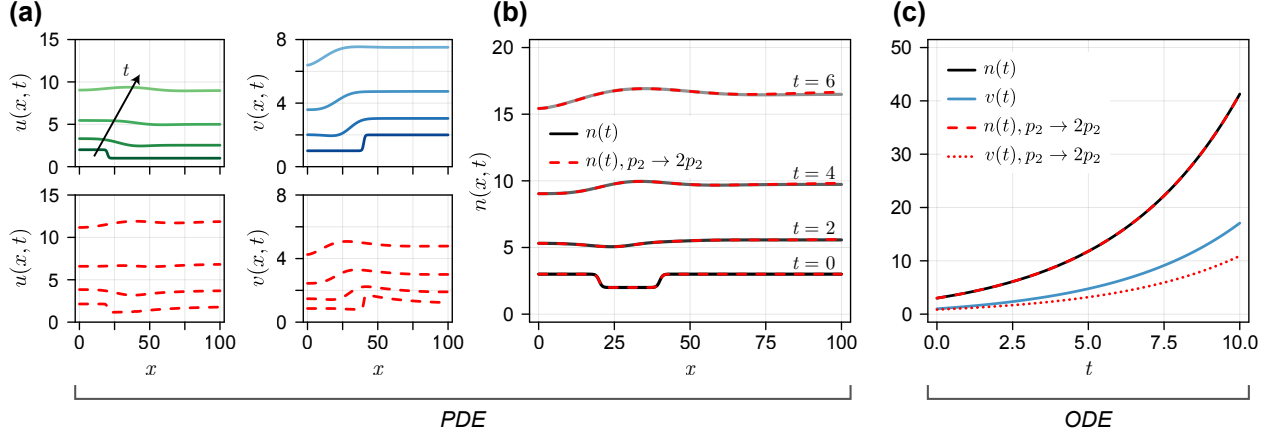 (a)
15
10
5
0
u(x, t)
t
8
4
0
v(x, t)
15
10
5
0
0
50
100
u(x, t)
x
8
4
0
0
50
100
v(x, t)
x
(b)
20
15
10
5
0
n(x, t)
t = 6
n(t)
n(t), p₂ → 2p₂
t = 4
t = 2
t = 0
0
25
50
75
100
x
PDE
(c)
50
40
30
20
10
0
n(t)
v(t)
n(t), p₂ → 2p₂
v(t), p₂ → 2p₂
0.0
2.5
5.0
7.5
10.0
t
ODE